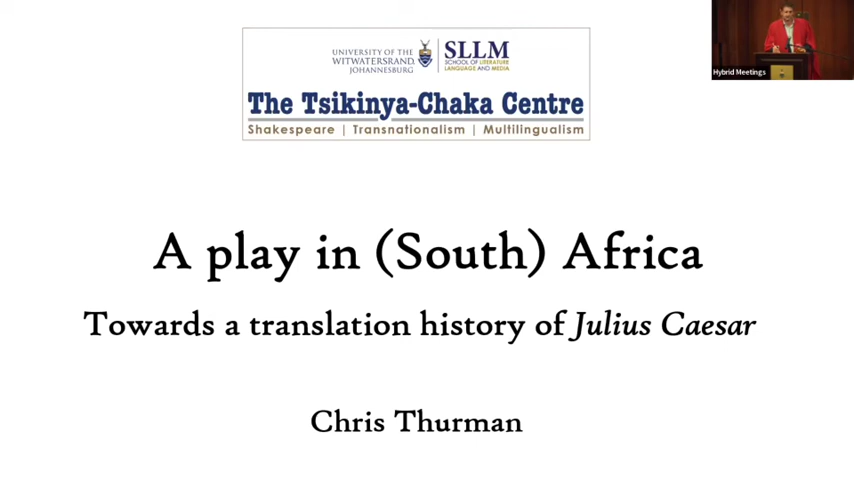 UNIVERSITY OF THE
WITWATERSRAND,
JOHANNESBURG
SLLM
SCHOOL OF LITERATURE
LANGUAGE AND MEDIA
The Tsikinya-Chaka Centre
Shakespeare | Transnationalism | Multilingualism
Hybrid Meetings
A play in (South) Africa
Towards a translation history of Julius Caesar
Chris Thurman